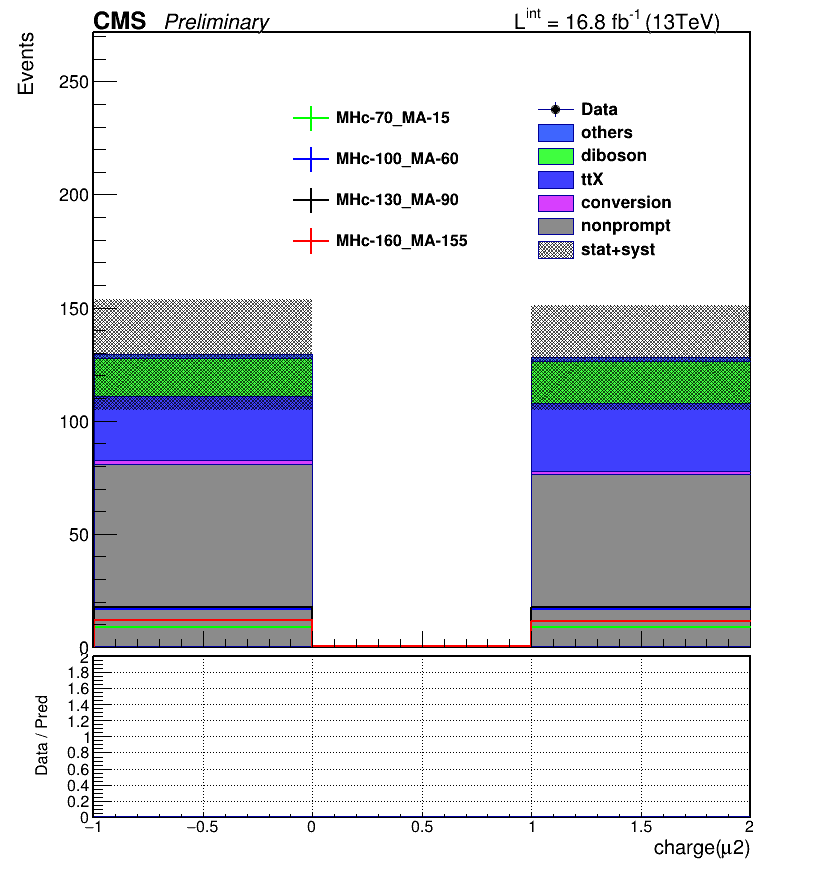 CMS Preliminary L^int = 16.8 fb^-1 (13TeV)
Events
250
200
150
100
50
0
MHc-70_MA-15
MHc-100_MA-60
MHc-130_MA-90
MHc-160_MA-155
Data
others
diboson
ttX
conversion
nonprompt
stat+syst
Data / Pred
2
1.8
1.6
1.4
1.2
1
0.8
0.6
0.4
0.2
0
−1 −0.5 0 0.5 1 1.5 2
charge(μ2)